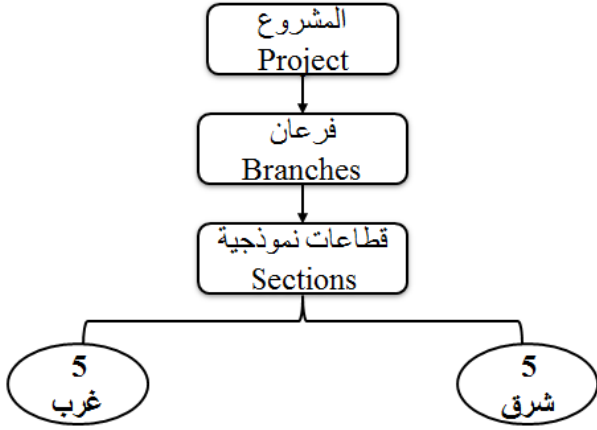 المشروع
Project
فرعان
Branches
قطاعات نموذجية
Sections
5
غرب
5
شرق